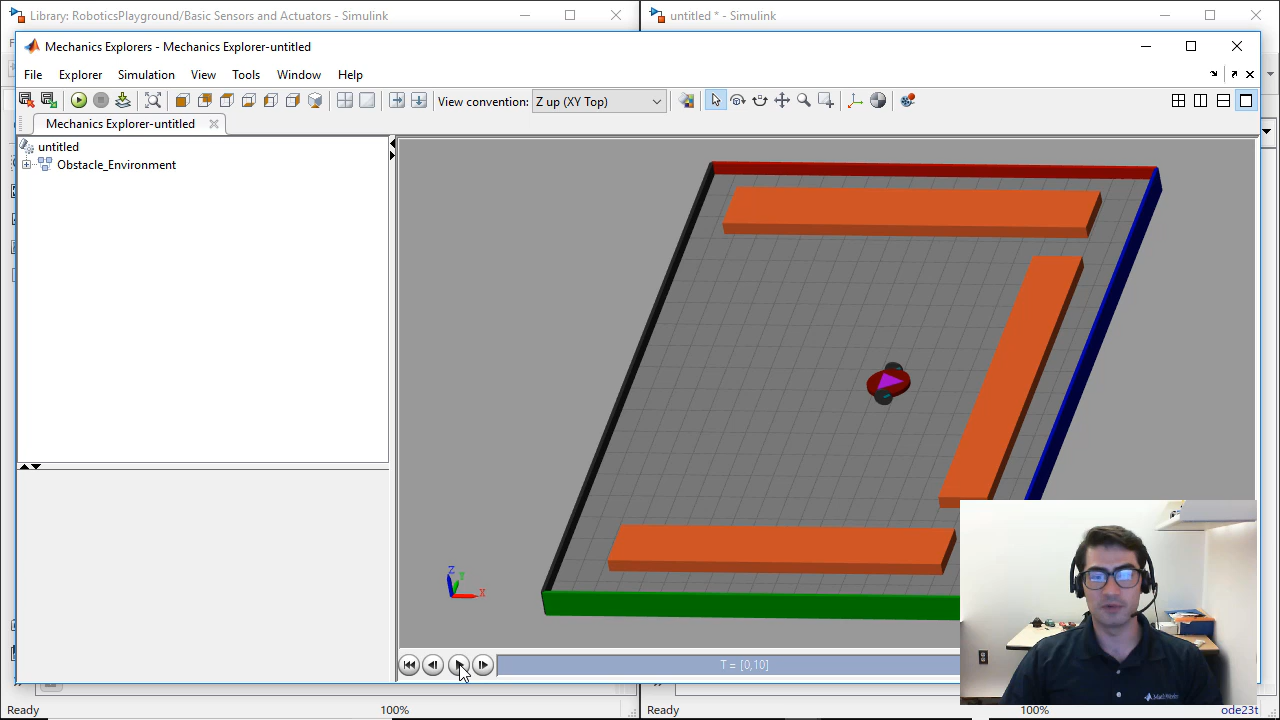 Library: RoboticsPlayground/Basic Sensors and Actuators - Simulink
untitled * - Simulink
Mechanics Explorers - Mechanics Explorer-untitled
File Explorer Simulation View Tools Window Help
View convention: Z up (XY Top)
Mechanics Explorer-untitled
untitled
Obstacle_Environment
Z
Y
X
T = [0,10]
MathWorks
Ready 100%
Ready 100% ode23t